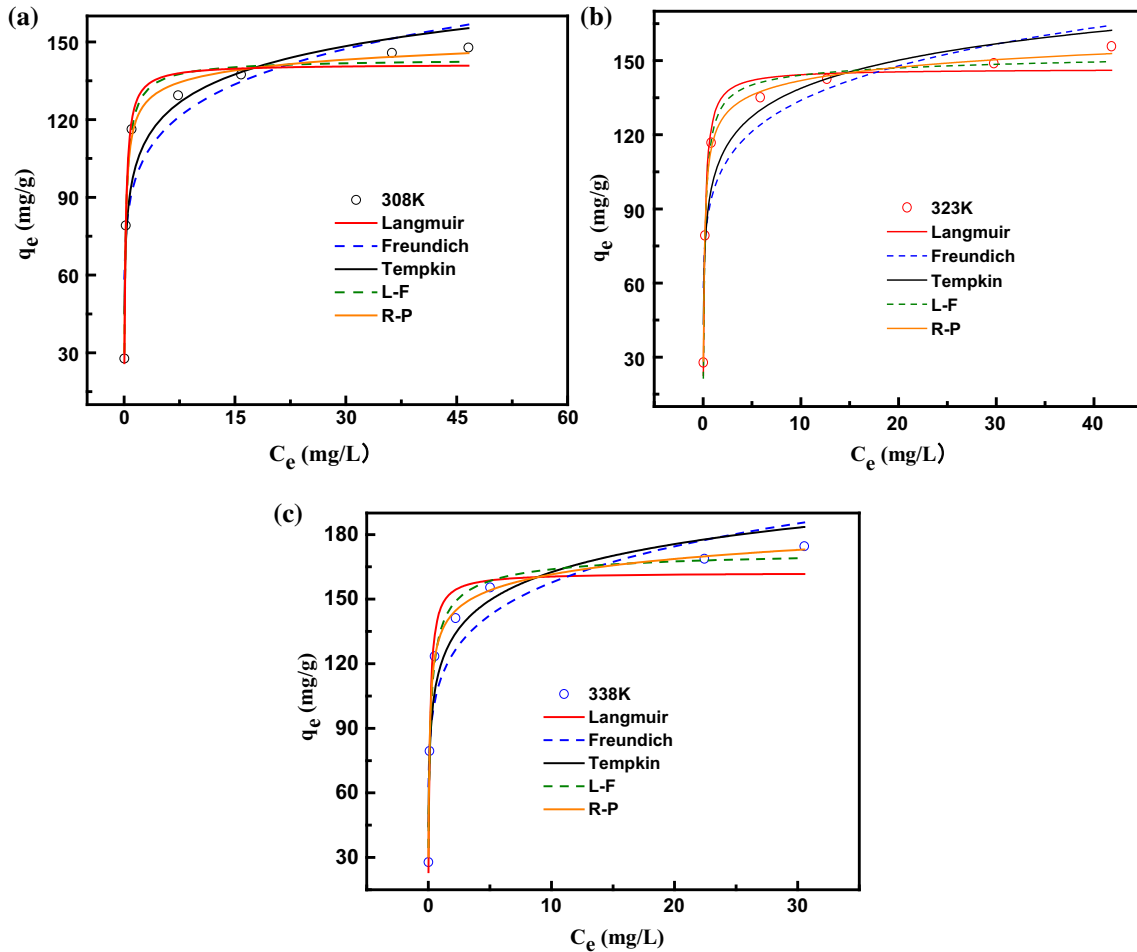 (a)
150
120
90
60
30
0
15
30
45
60
q_e (mg/g)
C_e (mg/L)
308K
Langmuir
Freundich
Tempkin
L-F
R-P
(b)
150
120
90
60
30
0
10
20
30
40
q_e (mg/g)
C_e (mg/L)
323K
Langmuir
Freundich
Tempkin
L-F
R-P
(c)
180
150
120
90
60
30
0
10
20
30
q_e (mg/g)
C_e (mg/L)
338K
Langmuir
Freundich
Tempkin
L-F
R-P